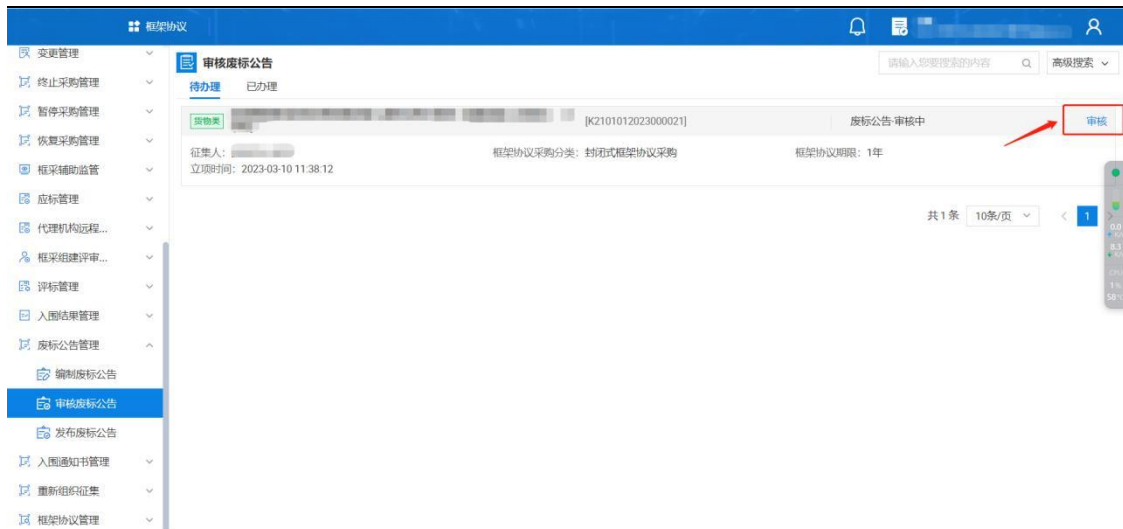 框架协议
变更管理
终止采购管理
暂停采购管理
恢复采购管理
框采辅助监管
应标管理
代理机构远程...
框采组建评审...
评标管理
入围结果管理
废标公告管理
编制废标公告
审核废标公告
发布废标公告
入围通知书管理
重新组织征集
框架协议管理
审核废标公告
请输入您要搜索的内容
高级搜索
待办理 已办理
货物类 [K2101012023000021] 废标公告-审核中 审核
征集人: 框架协议采购分类: 封闭式框架协议采购 框架协议期限: 1年
立项时间: 2023-03-10 11:38:12
共1条 10条/页 < 1 >
0.0
8.3
CPU
1%
58°C